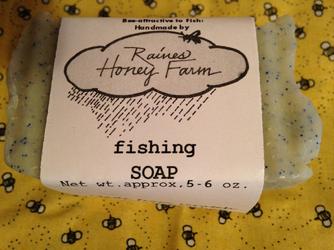 Bee-attractive to Fish:
Handmade by
Raines
Honey Farm
fishing
SOAP
Net wt.approx.5-6 oz.